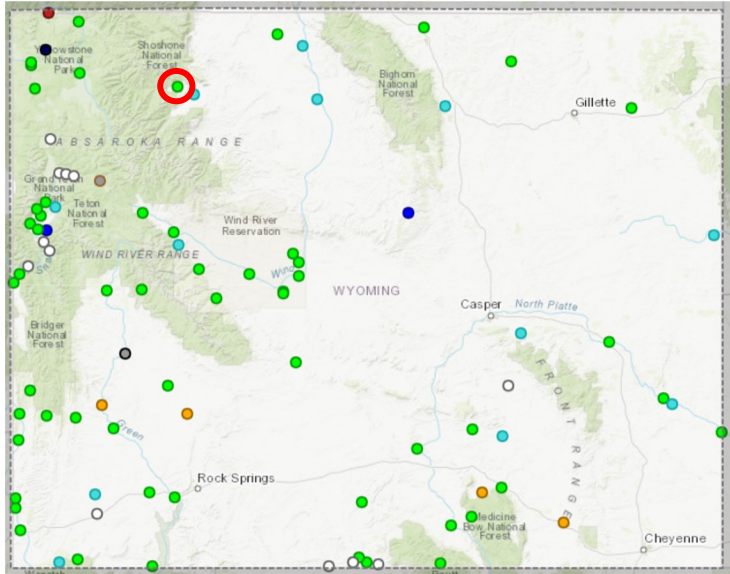 Yellowstone
National
Park
Shoshone
National
Forest
Bighorn
National
Forest
Gillette
ABSAROKA RANGE
Grand Teton
National
Park
Teton
National
Forest
Wind River
Reservation
WIND RIVER RANGE
Wind
WYOMING
Casper
North Platte
Bridger
National
Forest
FRONT RANGE
Green
Rock Springs
Medicine
Bow National
Forest
Cheyenne